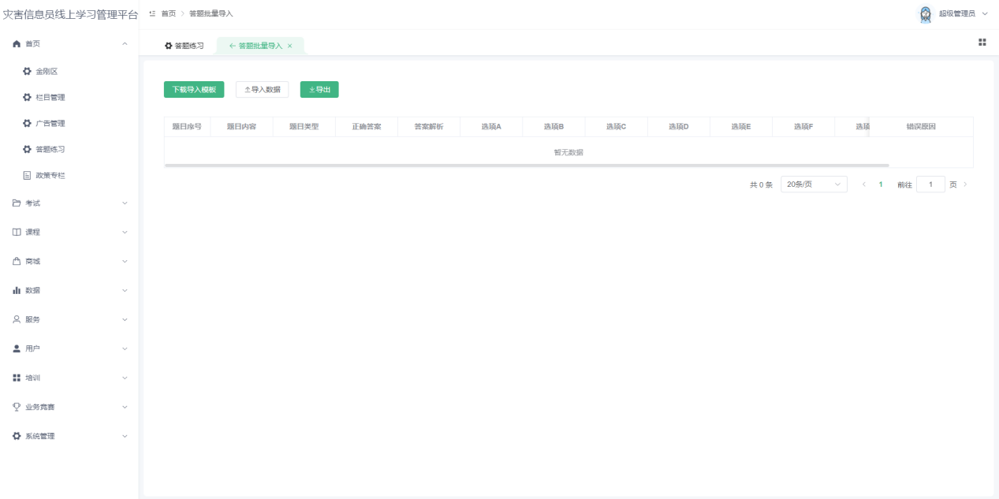 灾害信息员线上学习管理平台
首页 > 答题批量导入
超级管理员
首页
金刚区
栏目管理
广告管理
答题练习
政策专栏
考试
课程
商城
数据
服务
用户
培训
业务竞赛
系统管理
答题练习 ← 答题批量导入 ×
下载导入模板 导入数据 导出
题目序号 题目内容 题目类型 正确答案 答案解析 选项A 选项B 选项C 选项D 选项E 选项F 选项 错误原因
暂无数据
共 0 条 20条/页 < 1 前往 1 页 >